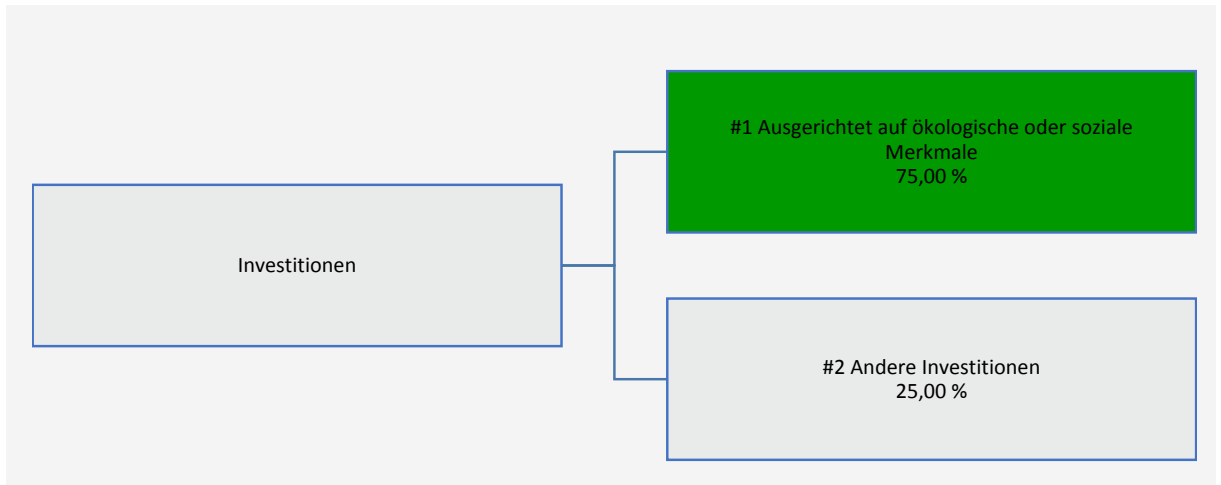 Investitionen
#1 Ausgerichtet auf ökologische oder soziale
Merkmale
75,00 %
#2 Andere Investitionen
25,00 %